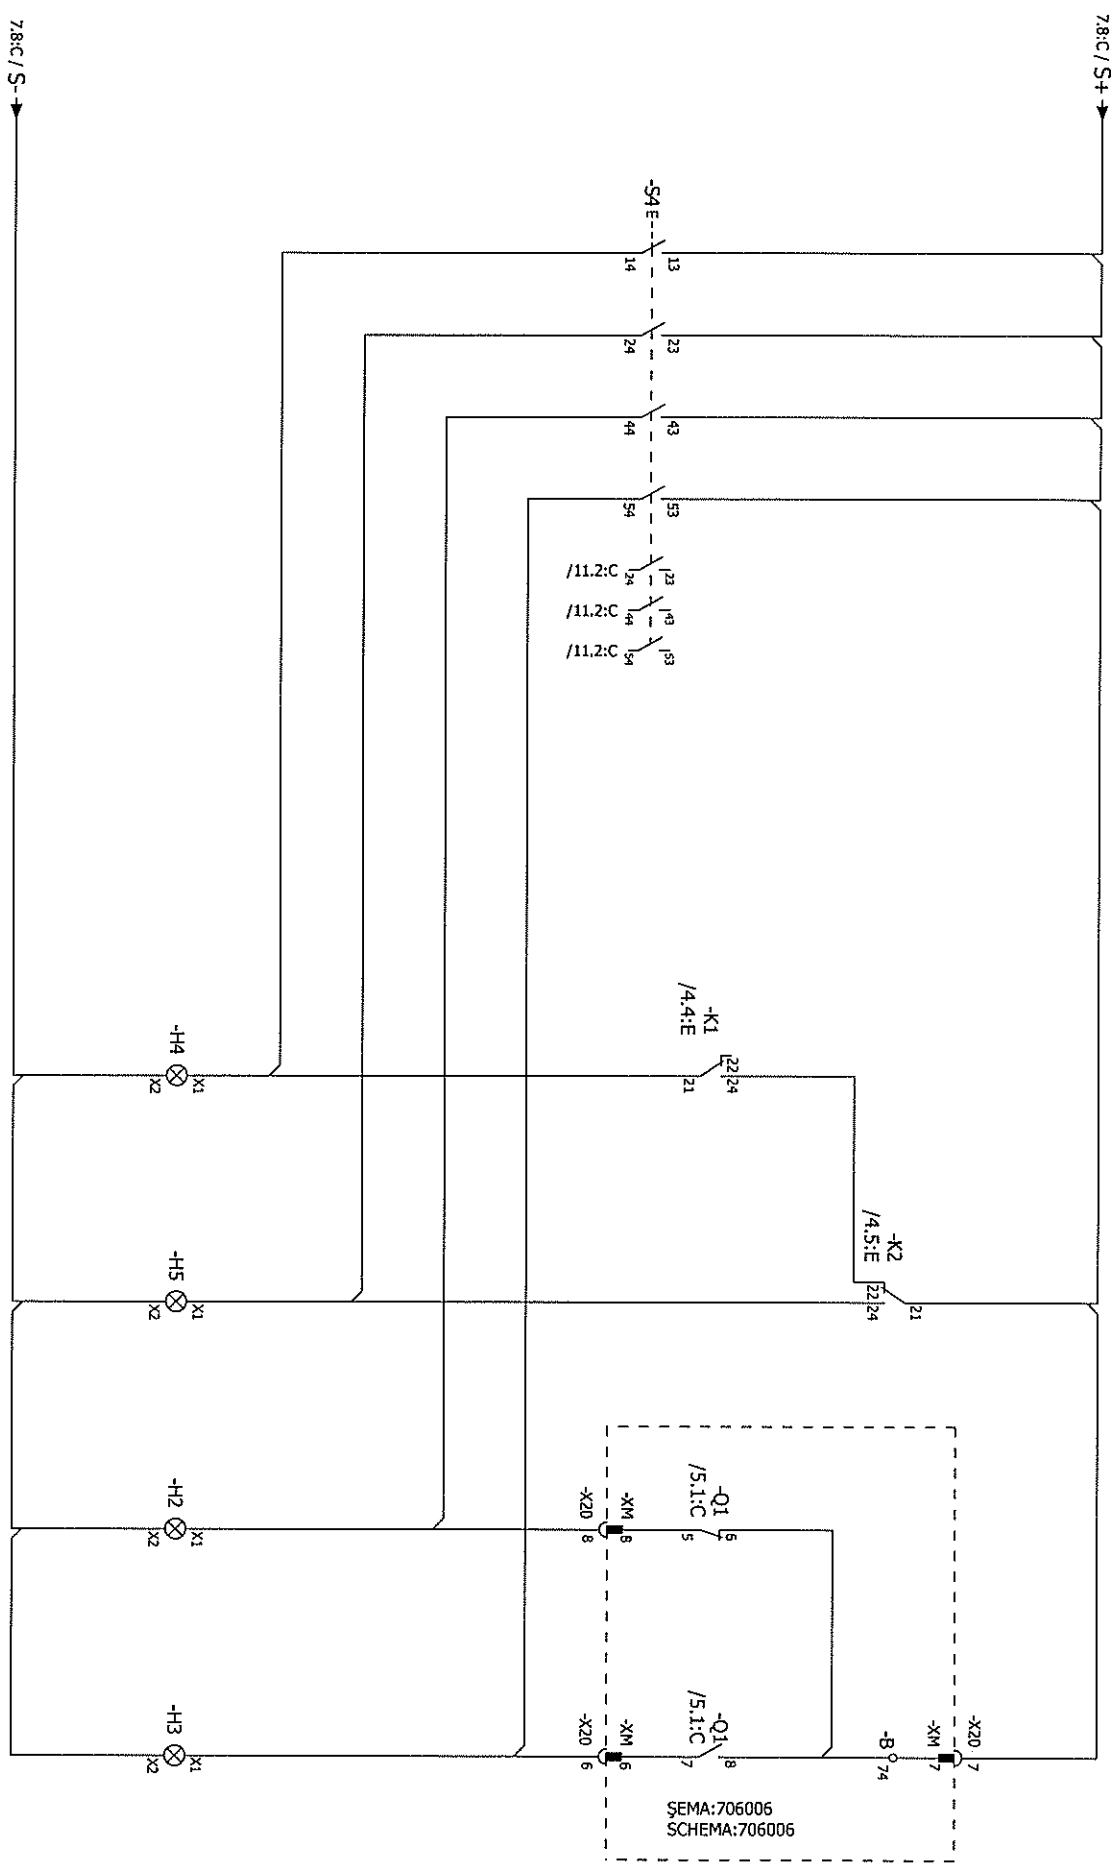 7.8:C / S+
7.8:C / S-
-S4
E
13
14
23
24
43
44
53
54
/11.2:C
24
23
/11.2:C
44
43
/11.2:C
54
53
-K1
/4.4:E
22
24
21
-K2
/4.5:E
22
24
21
-X20
7
-XM
7
-B
74
-Q1
/5.1:C
5
6
-Q1
/5.1:C
7
8
-XM
8
-X20
8
-XM
6
-X20
6
ŞEMA:706006
SCHEMA:706006
-H4
X1
X2
-H5
X1
X2
-H2
X1
X2
-H3
X1
X2